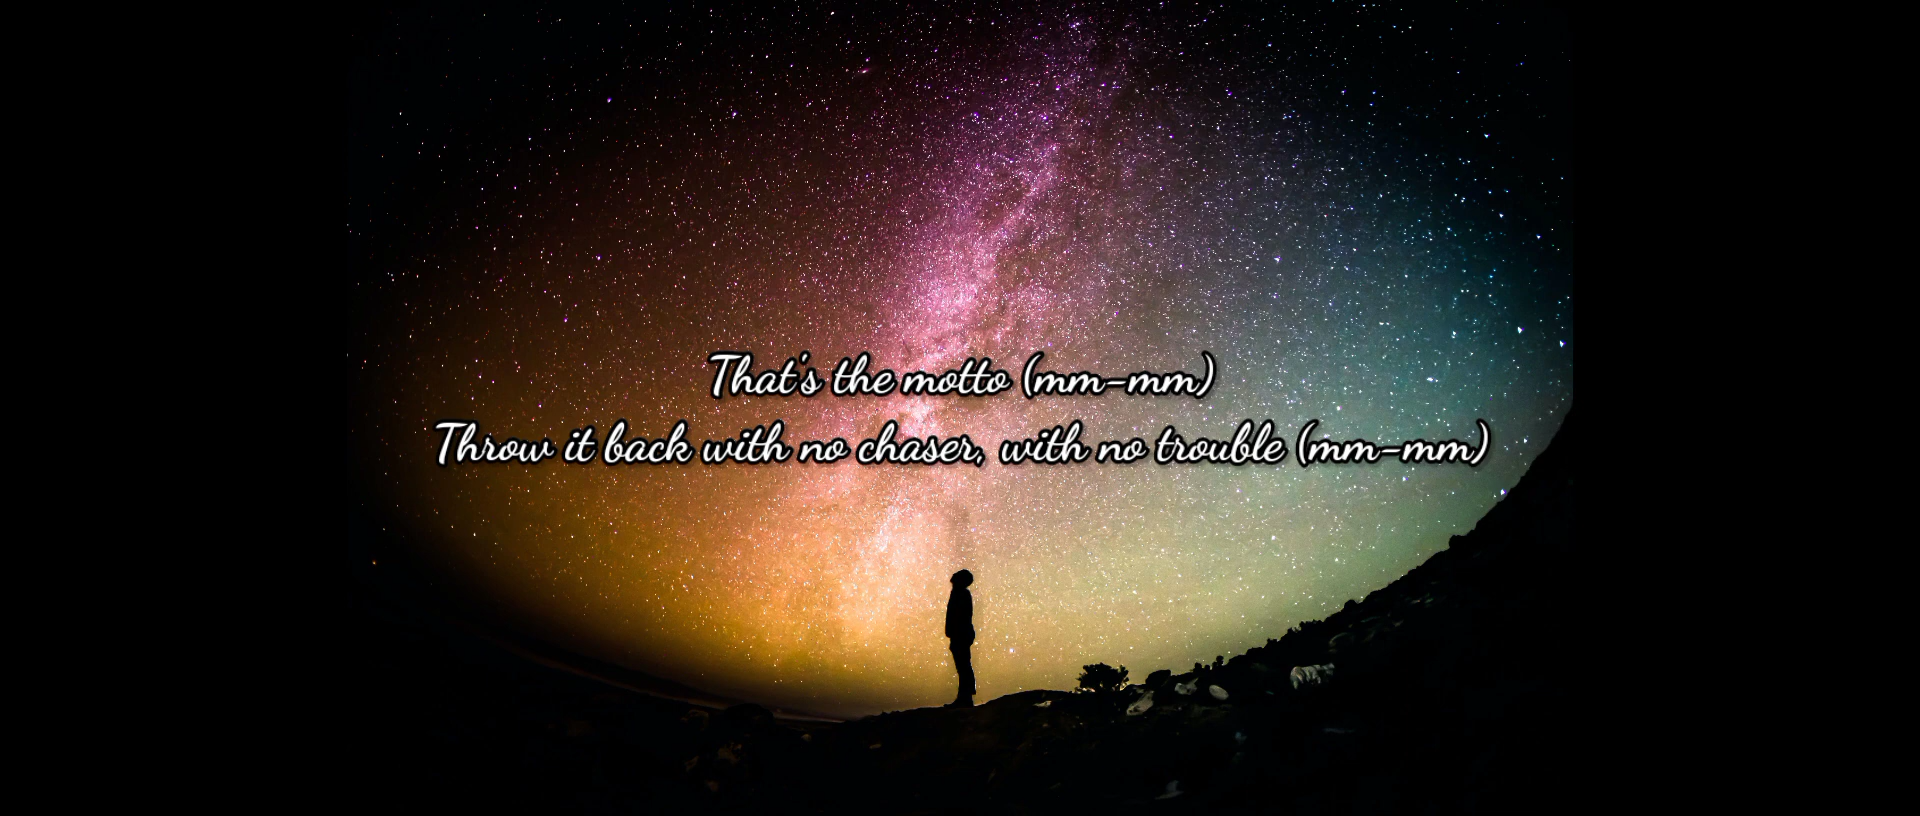 That's the motto (mm-mm)
Throw it back with no chaser, with no trouble (mm-mm)